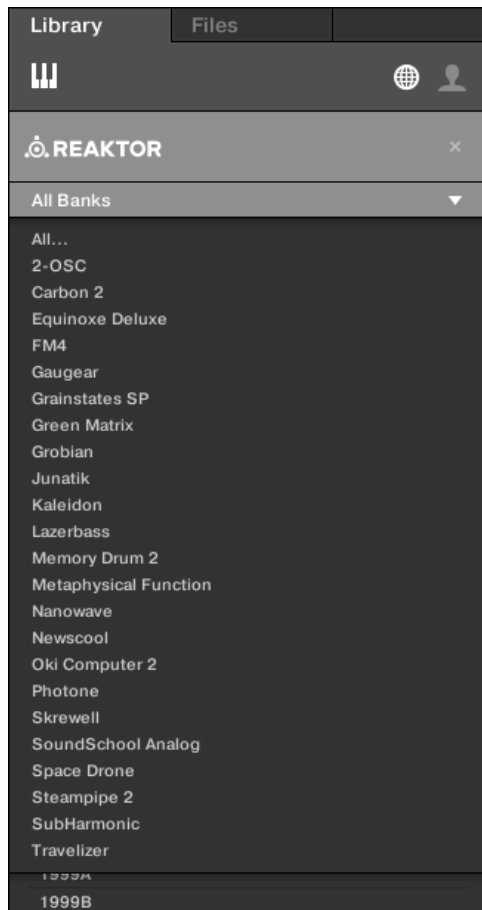 Library
Files
REAKTOR
All Banks
All...
2-OSC
Carbon 2
Equinoxe Deluxe
FM4
Gaugear
Grainstates SP
Green Matrix
Grobian
Junatik
Kaleidon
Lazerbass
Memory Drum 2
Metaphysical Function
Nanowave
Newscool
Oki Computer 2
Photone
Skrewell
SoundSchool Analog
Space Drone
Steampipe 2
SubHarmonic
Travelizer
1999A
1999B